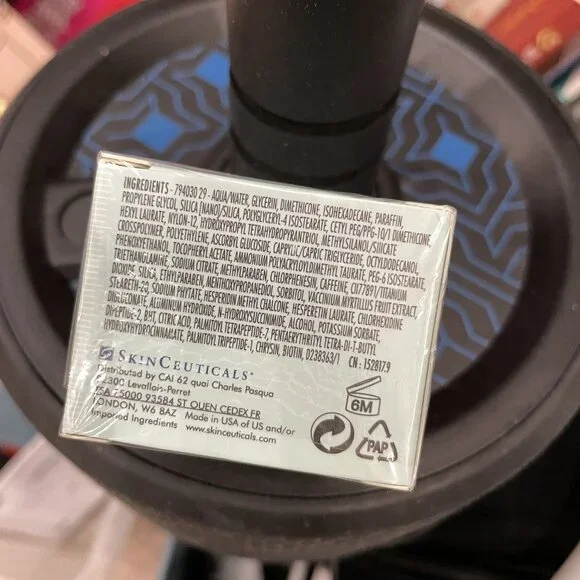 INGREDIENTS - 794030 29 - AQUA/WATER, GLYCERIN, DIMETHICONE, ISOHEXADECANE, PARAFFIN,
PROPYLENE GLYCOL, SILICA [NANO]/SILICA, POLYGLYCERYL-4 ISOSTEARATE, CETYL PEG/PPG-10/1 DIMETHICONE,
HEXYL LAURATE, NYLON-12, HYDROXYPROPYL TETRAHYDROPYRANTRIOL, METHYLSILANOL/SILICATE
CROSSPOLYMER, POLYETHYLENE, ASCORBYL GLUCOSIDE, CAPRYLIC/CAPRIC TRIGLYCERIDE, OCTYLDODECANOL,
PHENOXYETHANOL, TOCOPHERYL ACETATE, AMMONIUM POLYACRYLOYLDIMETHYL TAURATE, PEG-6 ISOSTEARATE,
TRIETHANOLAMINE, SODIUM CITRATE, METHYLPARABEN, CHLORPHENESIN, CAFFEINE, CI77891/TITANIUM
DIOXIDE, SILICA, ETHYLPARABEN, MENTHOXYPROPANEDIOL, SORBITOL, VACCINIUM MYRTILLUS FRUIT EXTRACT,
STEARETH-20, SODIUM PHYTATE, HESPERIDIN METHYL CHALCONE, HESPERETIN LAURATE, CHLORHEXIDINE
DIGLUCONATE, ALUMINUM HYDROXIDE, N-HYDROXYSUCCINIMIDE, ALCOHOL, POTASSIUM SORBATE,
DIPEPTIDE-2, BHT, CITRIC ACID, PALMITOYL TETRAPEPTIDE-7, PENTAERYTHRITYL TETRA-DI-T-BUTYL
HYDROXYHYDROCINNAMATE, PALMITOYL TRIPEPTIDE-1, CHRYSIN, BIOTIN, D238363/1 CN : 152817.9
SKINCEUTICALS®
Distributed by CAI 62 quai Charles Pasqua
92300 Levallois-Perret
TSA 75000 93584 ST OUEN CEDEX FR
LONDON, W6 8AZ Made in USA of US and/or
Imported Ingredients www.skinceuticals.com
6M
PAP